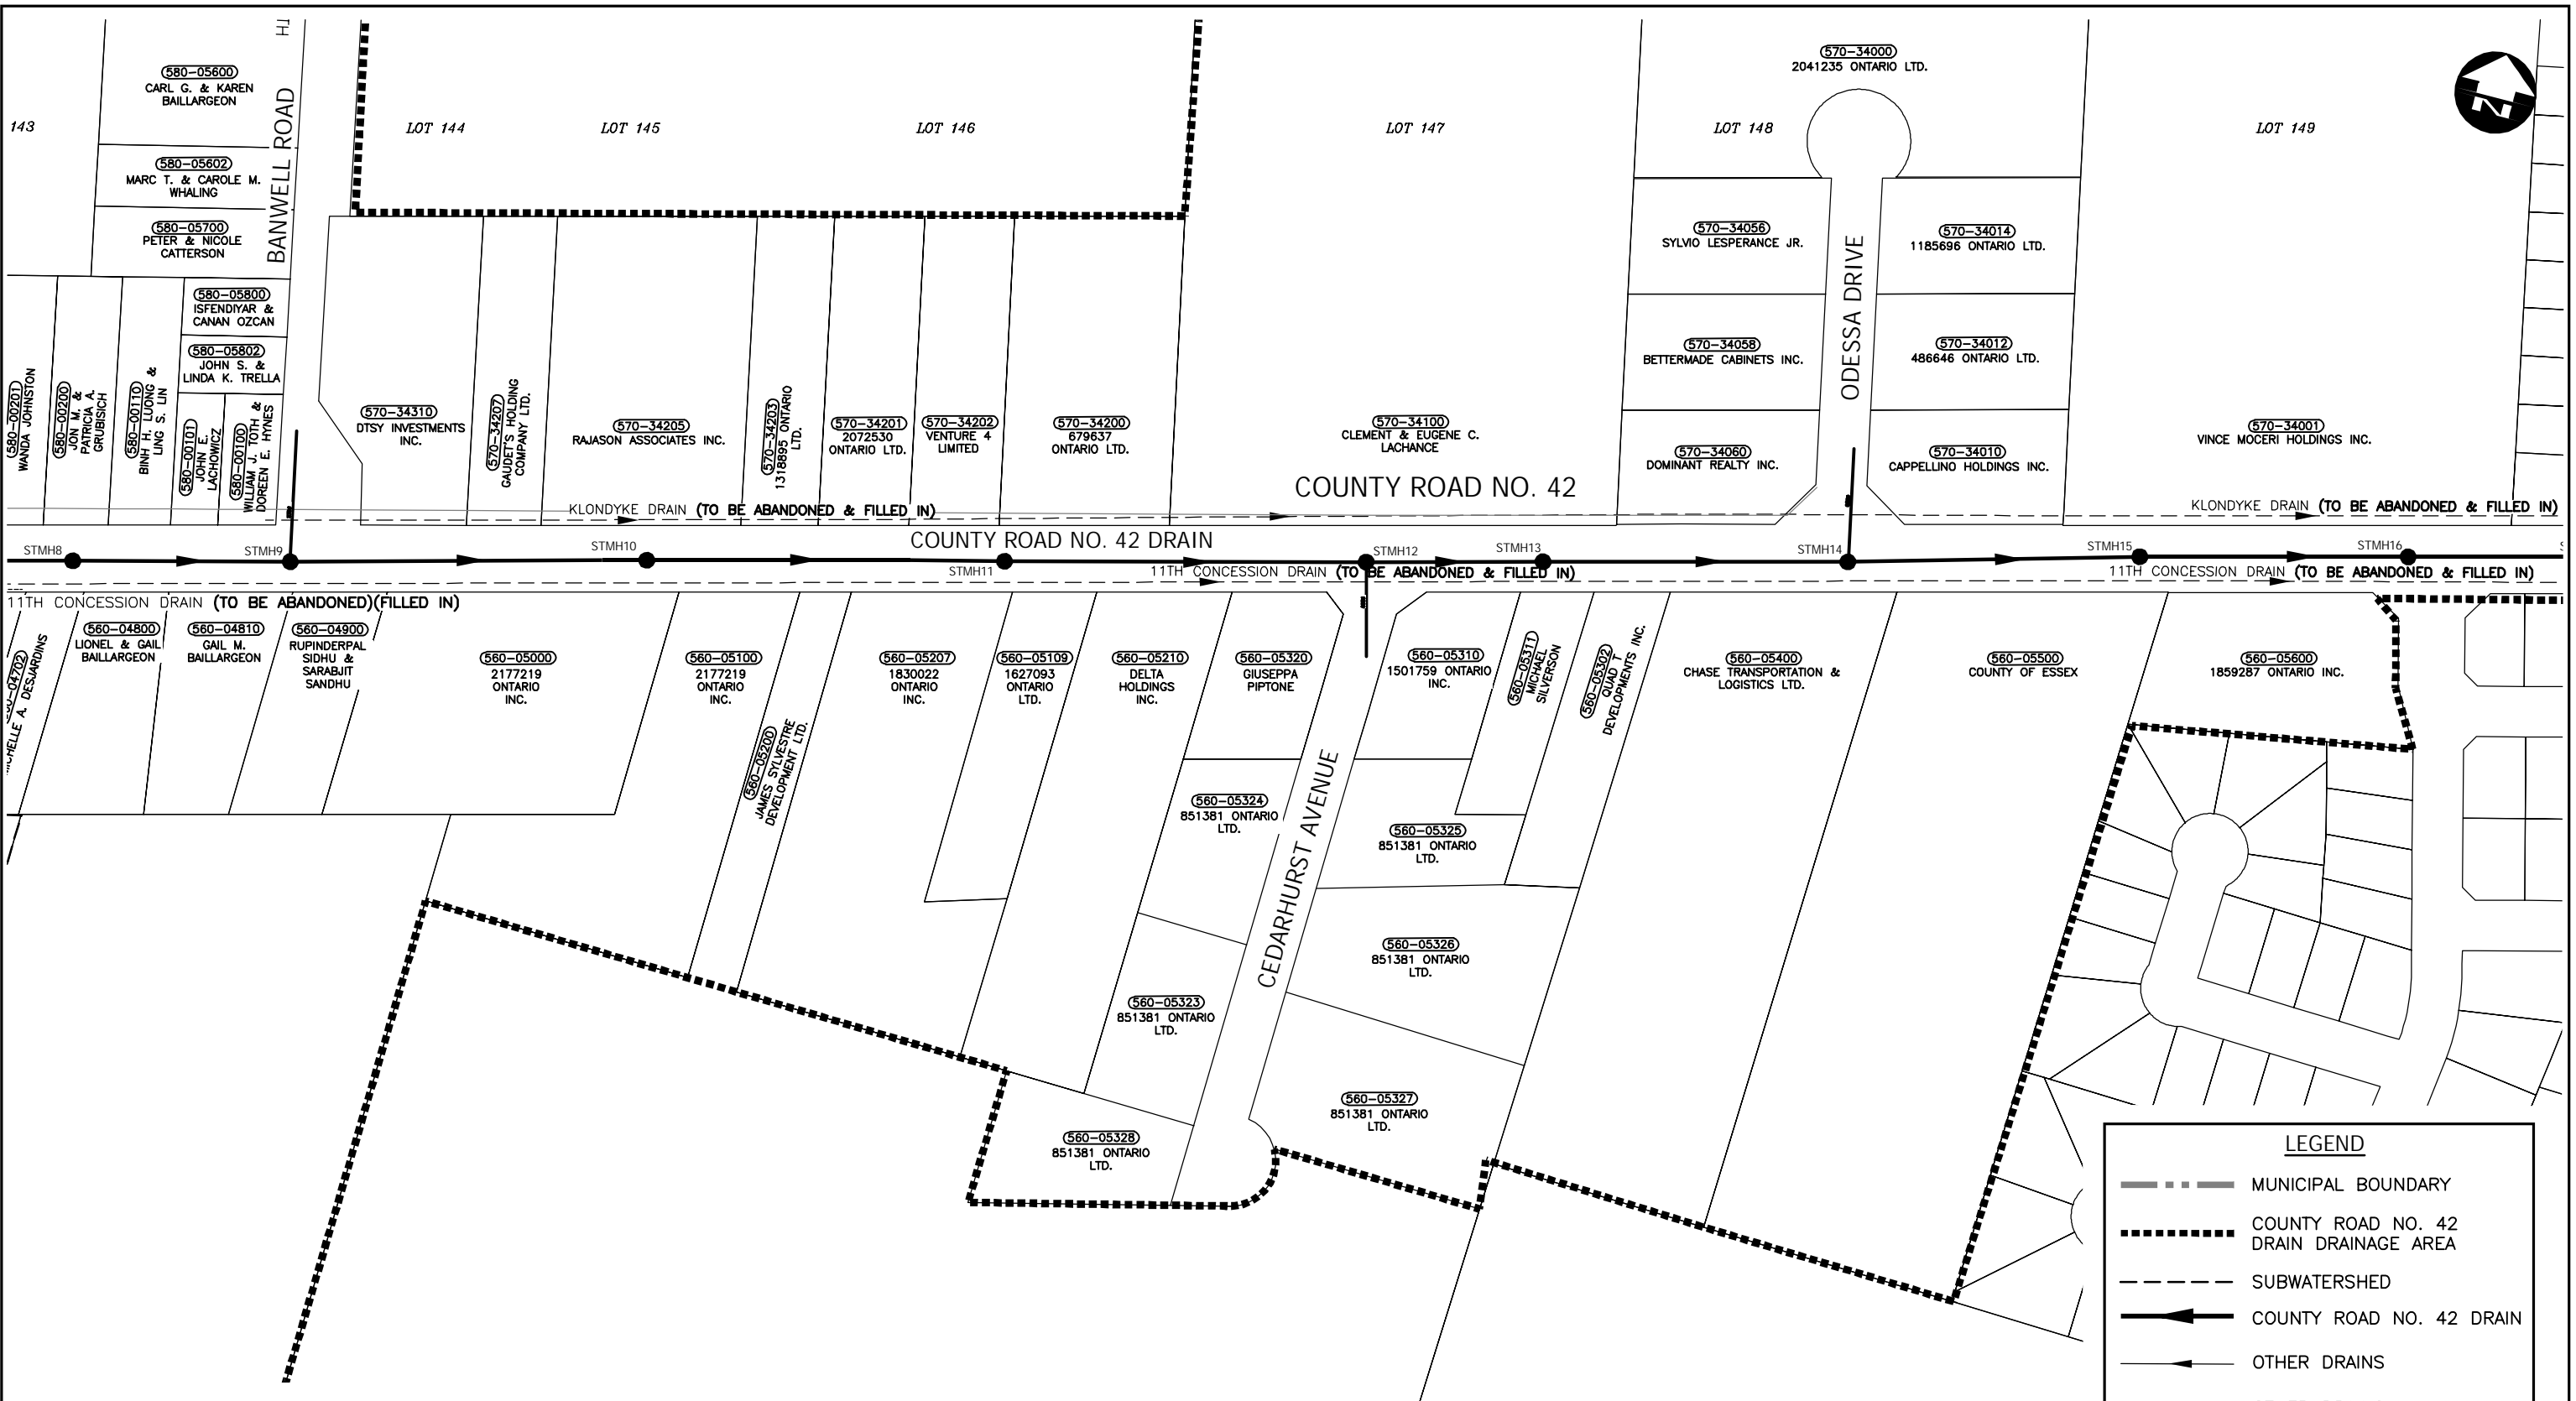 H1
580-05600
CARL G. & KAREN
BAILLARGEON
143
580-05602
MARC T. & CAROLE M.
WHALING
580-05700
PETER & NICOLE
CATTERSON
BANWELL ROAD
580-05800
ISFENDIYAR &
CANAN OZCAN
580-05802
JOHN S. &
LINDA K. TRELLA
580-00201
WANDA JOHNSTON
580-00200
JON M. &
PATRICIA A.
GRUBISICH
580-00110
BINH H. LUONG &
LING S. LIN
580-00101
JOHN E.
LACHOWICZ
580-00100
WILLIAM J. TOTH &
DOREEN E. HYNES
LOT 144
LOT 145
LOT 146
LOT 147
LOT 148
LOT 149
570-34000
2041235 ONTARIO LTD.
N
570-34056
SYLVIO LESPERANCE JR.
570-34014
1185696 ONTARIO LTD.
570-34058
BETTERMADE CABINETS INC.
570-34012
486646 ONTARIO LTD.
ODESSA DRIVE
570-34060
DOMINANT REALTY INC.
570-34010
CAPPELLINO HOLDINGS INC.
570-34001
VINCE MOCERI HOLDINGS INC.
570-34310
DTSY INVESTMENTS
INC.
570-34207
GAUDET'S HOLDING
COMPANY LTD.
570-34205
RAJASON ASSOCIATES INC.
570-34203
1318895 ONTARIO
LTD.
570-34201
2072530
ONTARIO LTD.
570-34202
VENTURE 4
LIMITED
570-34200
679637
ONTARIO LTD.
570-34100
CLEMENT & EUGENE C.
LACHANCE
COUNTY ROAD NO. 42
KLONDYKE DRAIN (TO BE ABANDONED & FILLED IN)
KLONDYKE DRAIN (TO BE ABANDONED & FILLED IN)
COUNTY ROAD NO. 42 DRAIN
STMH8
STMH9
STMH10
STMH11
STMH12
STMH13
STMH14
STMH15
STMH16
11TH CONCESSION DRAIN (TO BE ABANDONED & FILLED IN)
11TH CONCESSION DRAIN (TO BE ABANDONED & FILLED IN)
11TH CONCESSION DRAIN (TO BE ABANDONED)(FILLED IN)
MICHELLE A. DESJARDINS
560-04800
LIONEL & GAIL
BAILLARGEON
560-04810
GAIL M.
BAILLARGEON
560-04900
RUPINDERPAL
SIDHU &
SARABJIT
SANDHU
560-05000
2177219
ONTARIO
INC.
560-05100
2177219
ONTARIO
INC.
560-05200
JAMES SYLVESTRE
DEVELOPMENT LTD.
560-05207
1830022
ONTARIO
INC.
560-05109
1627093
ONTARIO
LTD.
560-05210
DELTA
HOLDINGS
INC.
560-05320
GIUSEPPA
PIPTONE
560-05310
1501759 ONTARIO
INC.
560-05311
MICHAEL
SILVERSON
560-05302
QUAD T
DEVELOPMENTS INC.
560-05400
CHASE TRANSPORTATION &
LOGISTICS LTD.
560-05500
COUNTY OF ESSEX
560-05600
1859287 ONTARIO INC.
560-05324
851381 ONTARIO
LTD.
CEDARHURST AVENUE
560-05325
851381 ONTARIO
LTD.
560-05326
851381 ONTARIO
LTD.
560-05323
851381 ONTARIO
LTD.
560-05327
851381 ONTARIO
LTD.
560-05328
851381 ONTARIO
LTD.
LEGEND
MUNICIPAL BOUNDARY
COUNTY ROAD NO. 42
DRAIN DRAINAGE AREA
SUBWATERSHED
COUNTY ROAD NO. 42 DRAIN
OTHER DRAINS